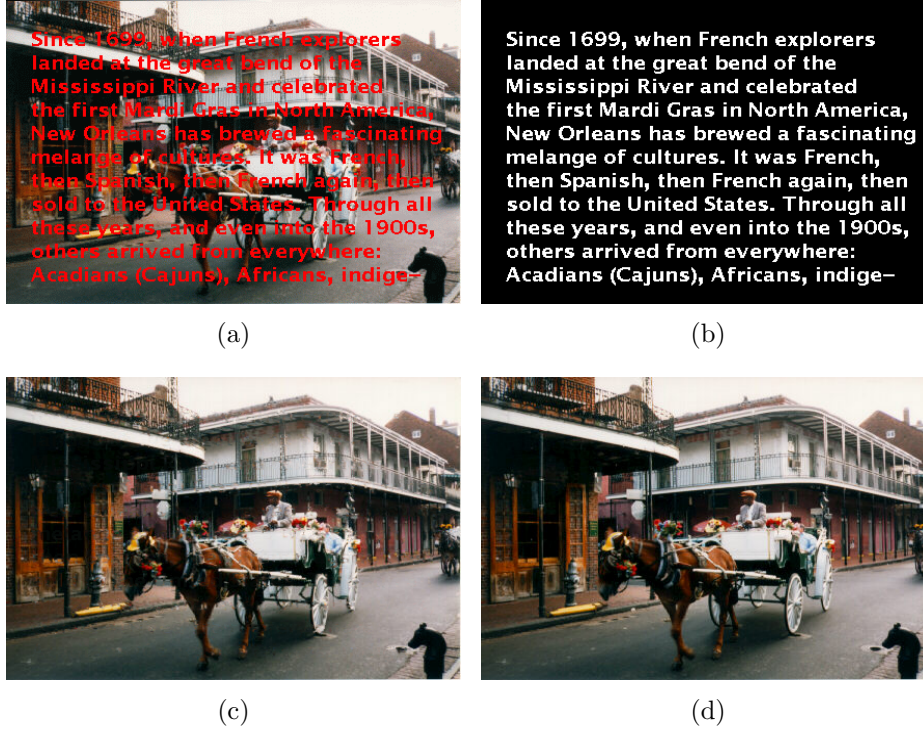 Since 1699, when French explorers
landed at the great bend of the
Mississippi River and celebrated
the first Mardi Gras in North America,
New Orleans has brewed a fascinating
melange of cultures. It was French,
then Spanish, then French again, then
sold to the United States. Through all
these years, and even into the 1900s,
others arrived from everywhere:
Acadians (Cajuns), Africans, indige−
(a)
Since 1699, when French explorers
landed at the great bend of the
Mississippi River and celebrated
the first Mardi Gras in North America,
New Orleans has brewed a fascinating
melange of cultures. It was French,
then Spanish, then French again, then
sold to the United States. Through all
these years, and even into the 1900s,
others arrived from everywhere:
Acadians (Cajuns), Africans, indige−
(b)
(c)
(d)